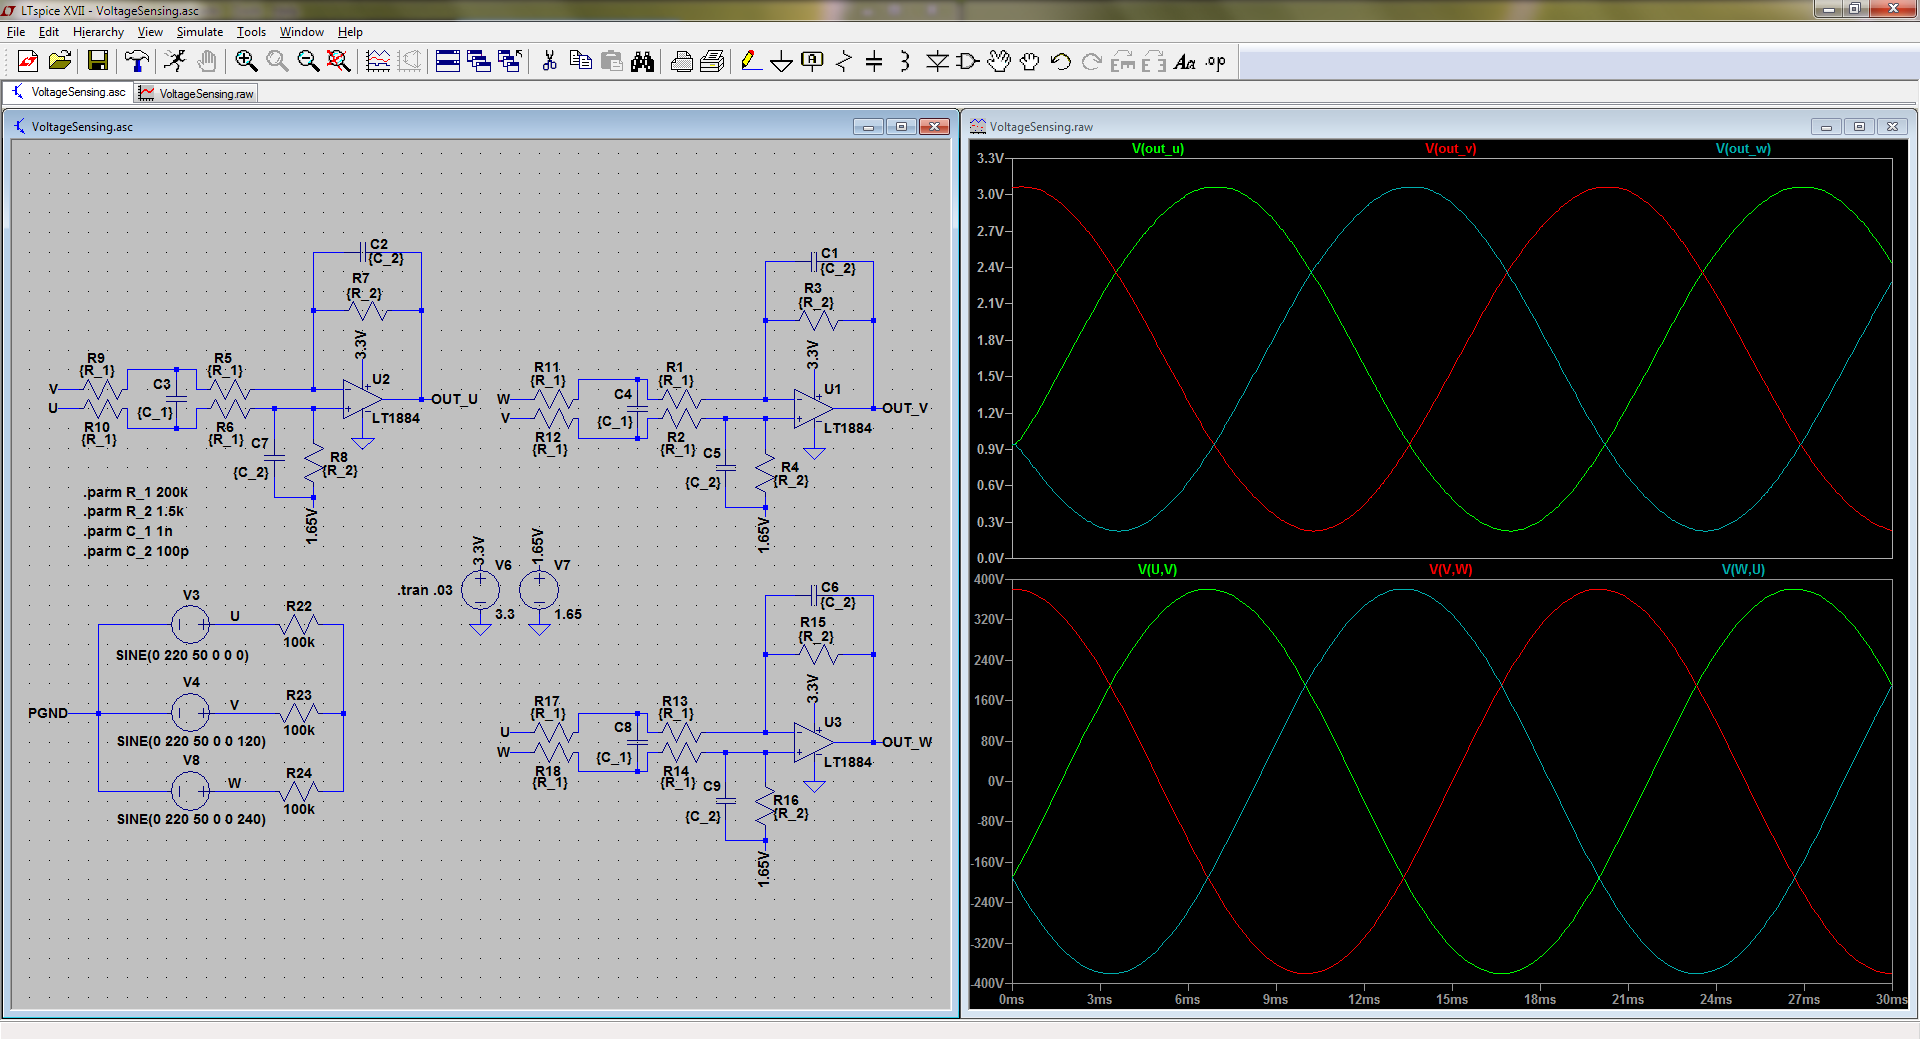 LTspice XVII - VoltageSensing.asc
File Edit Hierarchy View Simulate Tools Window Help
VoltageSensing.asc VoltageSensing.raw
VoltageSensing.asc
C2
{C_2}
R7
{R_2}
3.3V
R9
{R_1}
R5
{R_1}
V
U
C3
{C_1}
U2
OUT_U
LT1884
R10
{R_1}
R6
{R_1}
C7
{C_2}
R8
{R_2}
1.65V
C1
{C_2}
R3
{R_2}
3.3V
R11
{R_1}
R1
{R_1}
W
V
C4
{C_1}
U1
OUT_V
LT1884
R12
{R_1}
R2
{R_1}
C5
{C_2}
R4
{R_2}
1.65V
.parm R_1 200k
.parm R_2 1.5k
.parm C_1 1n
.parm C_2 100p
.tran .03
3.3V
V6
3.3
1.65V
V7
1.65
V3
U
R22
100k
SINE(0 220 50 0 0 0)
V4
V
R23
100k
PGND
SINE(0 220 50 0 0 120)
V8
W
R24
100k
SINE(0 220 50 0 0 240)
C6
{C_2}
R15
{R_2}
3.3V
R17
{R_1}
R13
{R_1}
U
W
C8
{C_1}
U3
OUT_W
LT1884
R18
{R_1}
R14
{R_1}
C9
{C_2}
R16
{R_2}
1.65V
VoltageSensing.raw
V(out_u) V(out_v) V(out_w)
3.3V
3.0V
2.7V
2.4V
2.1V
1.8V
1.5V
1.2V
0.9V
0.6V
0.3V
0.0V
V(U,V) V(V,W) V(W,U)
400V
320V
240V
160V
80V
0V
-80V
-160V
-240V
-320V
-400V
0ms 3ms 6ms 9ms 12ms 15ms 18ms 21ms 24ms 27ms 30ms